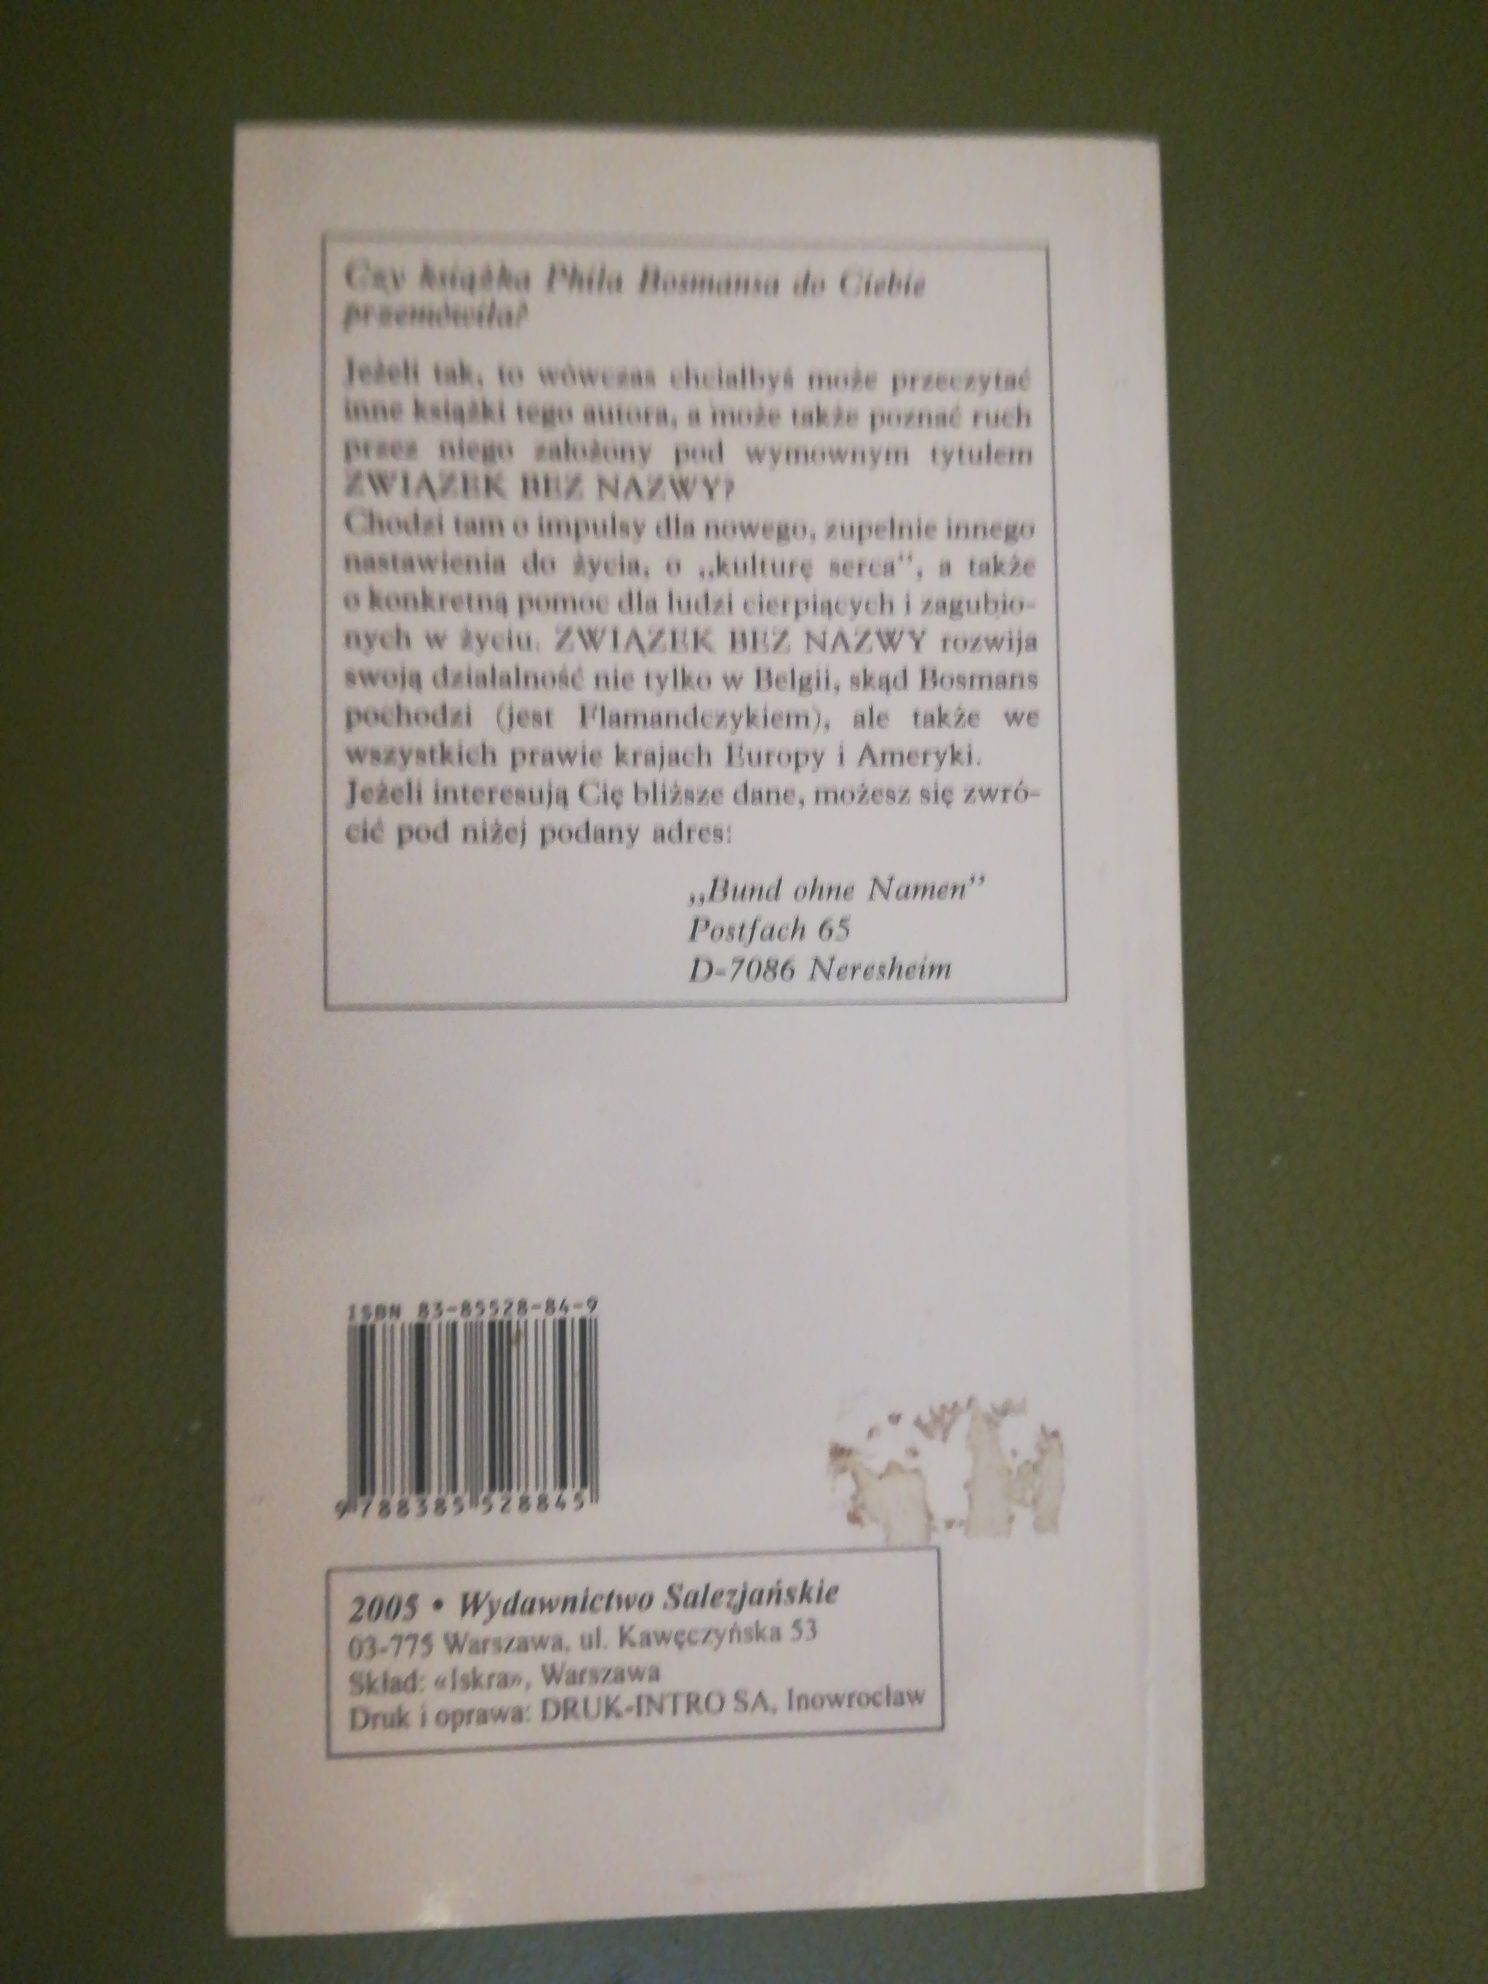 Czy książka Phila Bosmansa do Ciebie
przemówiła?
Jeżeli tak, to wówczas chciałbyś może przeczytać
inne książki tego autora, a może także poznać ruch
przez niego założony pod wymownym tytułem
ZWIĄZEK BEZ NAZWY?
Chodzi tam o impulsy dla nowego, zupełnie innego
nastawienia do życia, o „kulturę serca”, a także
o konkretną pomoc dla ludzi cierpiących i zagubio-
nych w życiu. ZWIĄZEK BEZ NAZWY rozwija
swoją działalność nie tylko w Belgii, skąd Bosmans
pochodzi (jest Flamandczykiem), ale także we
wszystkich prawie krajach Europy i Ameryki.
Jeżeli interesują Cię bliższe dane, możesz się zwró-
cić pod niżej podany adres:
„Bund ohne Namen”
Postfach 65
D-7086 Neresheim
ISBN 83-85528-84-9
9 788385 528845
2005 • Wydawnictwo Salezjańskie
03-775 Warszawa, ul. Kawęczyńska 53
Skład: «Iskra», Warszawa
Druk i oprawa: DRUK-INTRO SA, Inowrocław